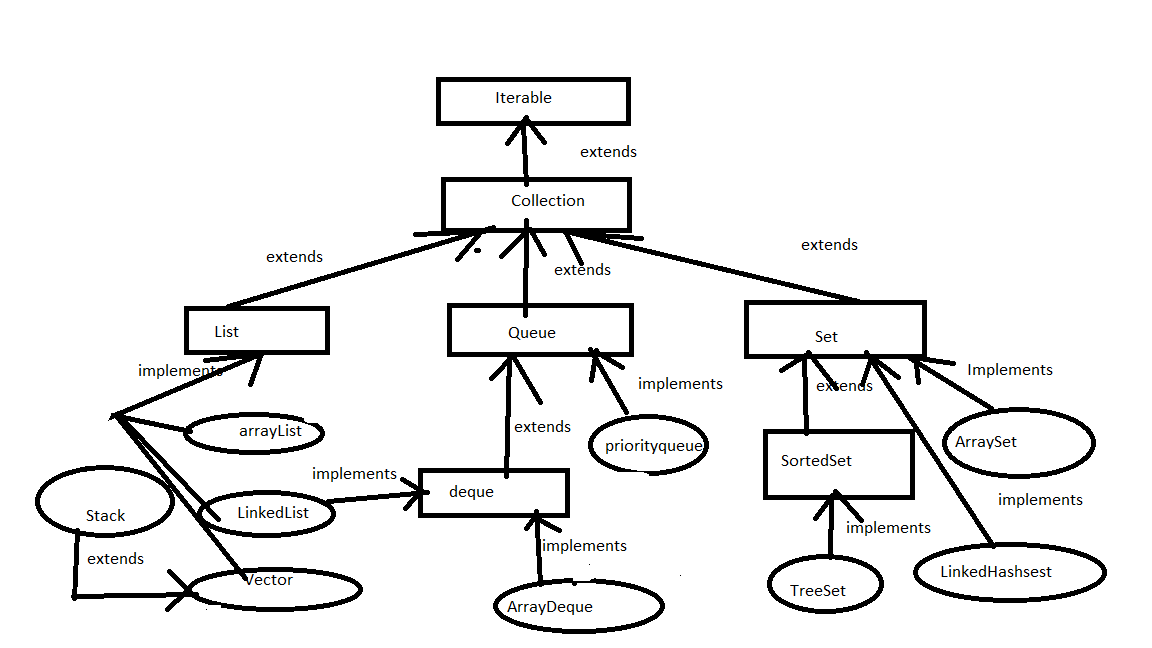 Iterable
extends
Collection
extends
extends
extends
List
Queue
Set
implements
implements
extends
Implements
arrayList
extends
priorityqueue
ArraySet
SortedSet
implements
deque
Stack
LinkedList
implements
implements
extends
implements
Vector
LinkedHashsest
ArrayDeque
TreeSet